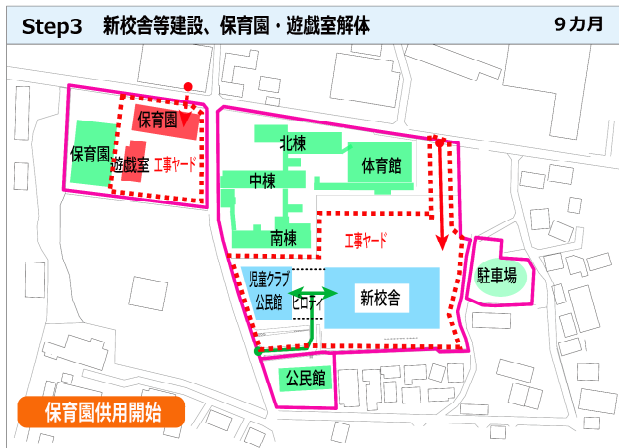 Step3 新校舎等建設、保育園・遊戯室解体 9カ月
保育園
保育園
遊戯室
工事ヤード
北棟
体育館
中棟
南棟
工事ヤード
駐車場
児童クラブ
公民館
ピロティ
新校舎
公民館
保育園供用開始